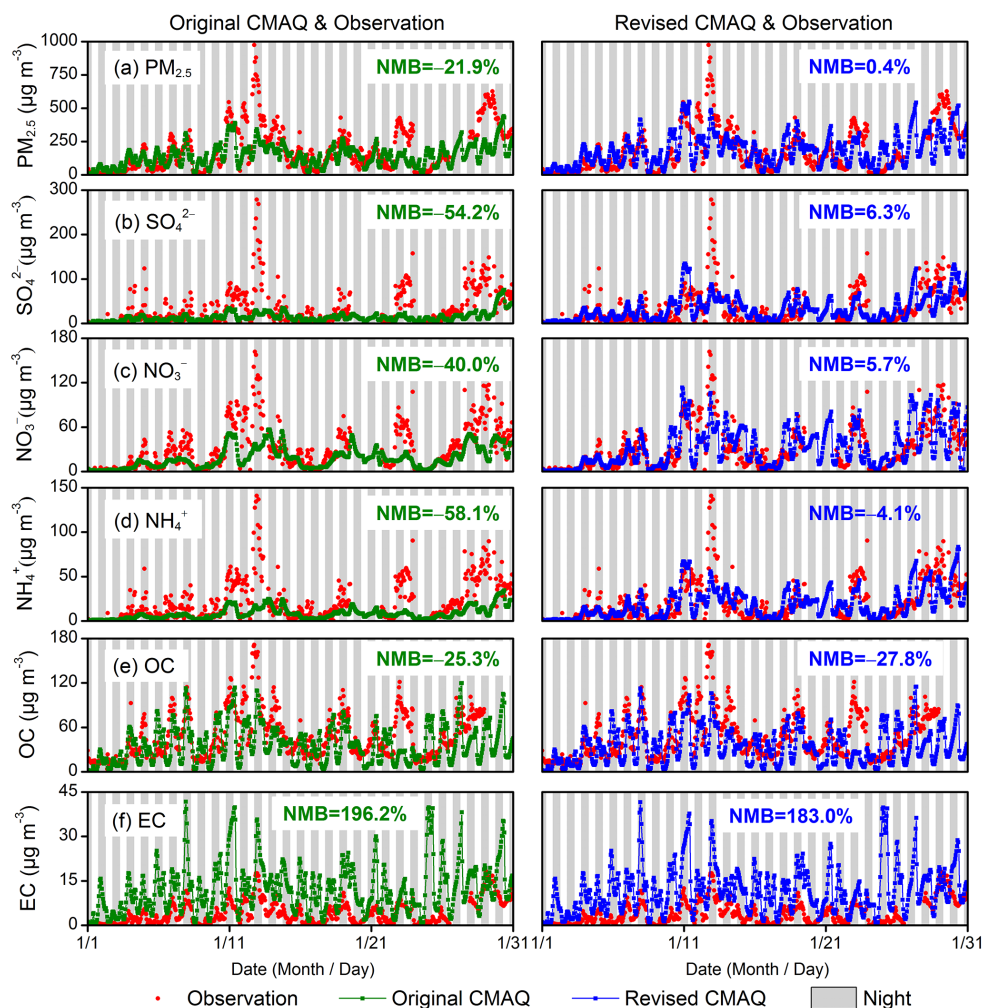 Original CMAQ & Observation
Revised CMAQ & Observation
1000
750
500
250
0
PM2.5 (µg m-3)
(a) PM2.5
NMB=−21.9%
NMB=0.4%
300
200
100
0
SO4 2− (µg m-3)
(b) SO4 2−
NMB=−54.2%
NMB=6.3%
180
120
60
0
NO3− (µg m-3)
(c) NO3−
NMB=−40.0%
NMB=5.7%
150
100
50
0
NH4+ (µg m-3)
(d) NH4+
NMB=−58.1%
NMB=−4.1%
180
120
60
0
OC (µg m-3)
(e) OC
NMB=−25.3%
NMB=−27.8%
45
30
15
0
EC (µg m-3)
(f) EC
NMB=196.2%
NMB=183.0%
1/1 1/11 1/21 1/31
1/1 1/11 1/21 1/31
Date (Month / Day)
Date (Month / Day)
Observation Original CMAQ Revised CMAQ Night